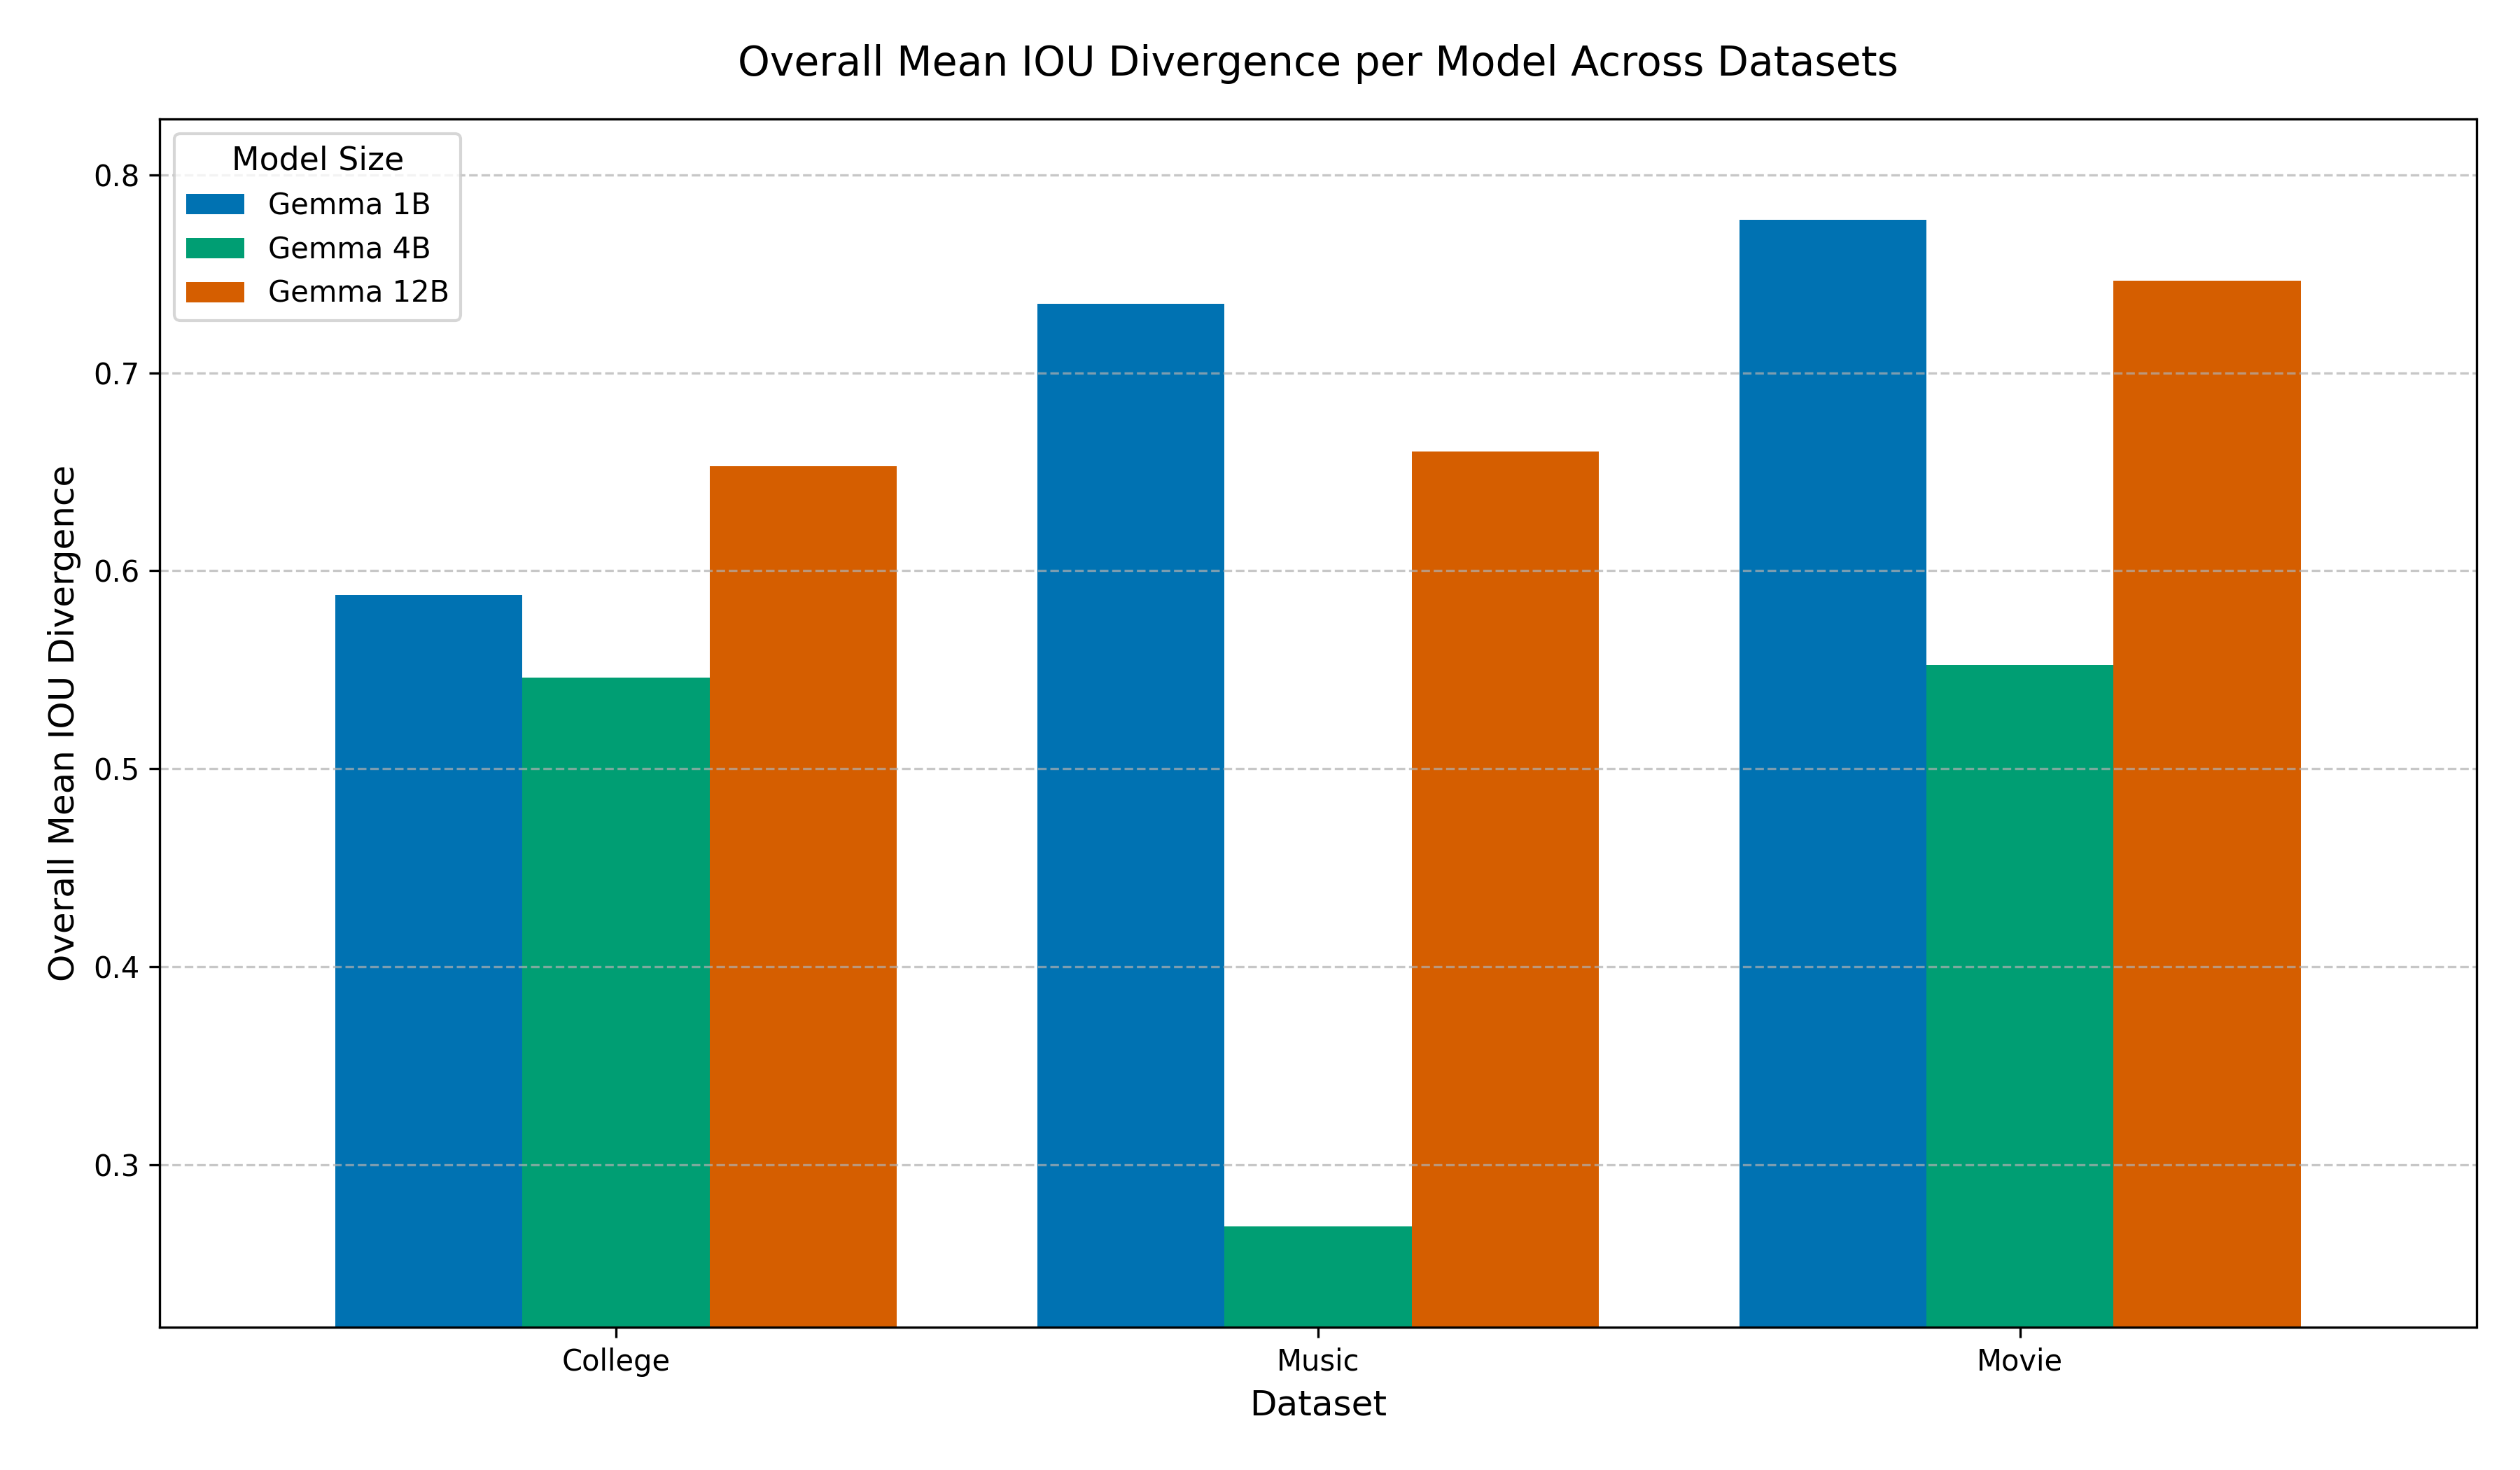 Overall Mean IOU Divergence per Model Across Datasets
Model Size
Gemma 1B
Gemma 4B
Gemma 12B
Overall Mean IOU Divergence
0.8
0.7
0.6
0.5
0.4
0.3
College
Music
Movie
Dataset